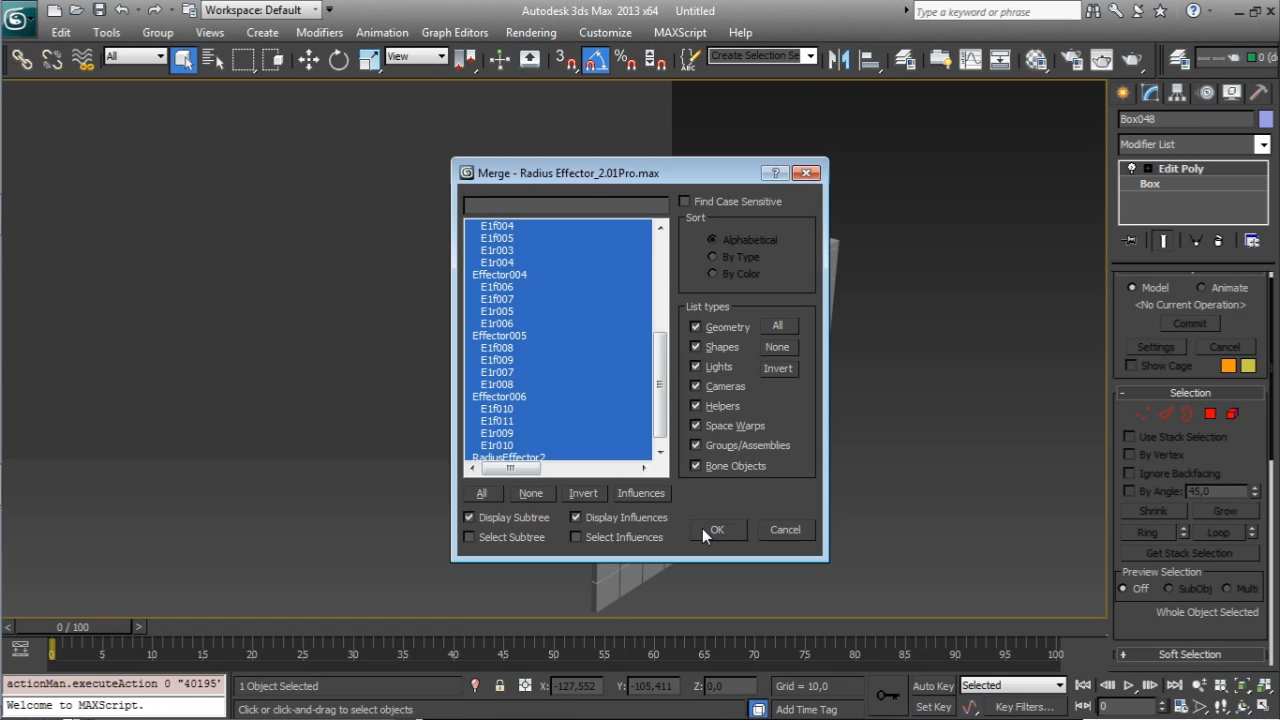 Workspace: Default
Autodesk 3ds Max 2013 x64 Untitled
Type a keyword or phrase
Edit Tools Group Views Create Modifiers Animation Graph Editors Rendering Customize MAXScript Help
All
View
3
Create Selection Se
0 (d
Merge - Radius Effector_2.01Pro.max
Find Case Sensitive
Sort
Alphabetical
By Type
By Color
E1f004
E1f005
E1r003
E1r004
Effector004
E1f006
E1f007
E1r005
E1r006
Effector005
E1f008
E1f009
E1r007
E1r008
Effector006
E1f010
E1f011
E1r009
E1r010
RadiusEffector2
List types
Geometry
Shapes
Lights
Cameras
Helpers
Space Warps
Groups/Assemblies
Bone Objects
All
None
Invert
All None Invert Influences
Display Subtree Display Influences
Select Subtree Select Influences
OK Cancel
Box048
Modifier List
Edit Poly
Box
Model Animate
<No Current Operation>
Commit
Settings Cancel
Show Cage
- Selection
Use Stack Selection
By Vertex
Ignore Backfacing
By Angle: 45,0
Shrink Grow
Ring Loop
Get Stack Selection
Preview Selection
Off SubObj Multi
Whole Object Selected
+ Soft Selection
< 0 / 100 >
0 5 10 15 20 25 30 35 40 45 50 55 60 65 70 75 80 85 90 95 100
actionMan.executeAction 0 "40195"
Welcome to MAXScript.
1 Object Selected
Click or click-and-drag to select objects
X: -127,552 Y: -105,411 Z: 0,0
Grid = 10,0
Add Time Tag
Auto Key Selected
Set Key Key Filters...
0